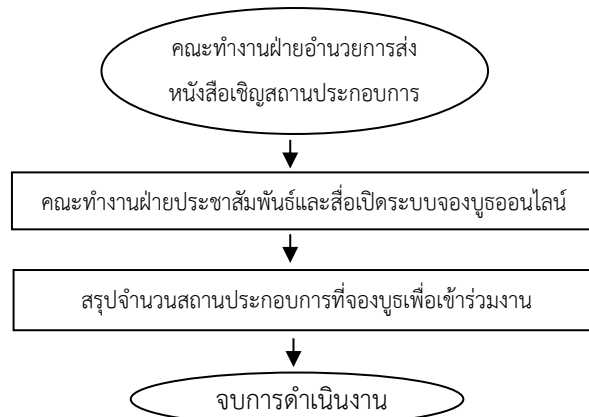 คณะทำงานฝ่ายอำนวยการส่ง
หนังสือเชิญสถานประกอบการ
คณะทำงานฝ่ายประชาสัมพันธ์และสื่อเปิดระบบจองบูธออนไลน์
สรุปจำนวนสถานประกอบการที่จองบูธเพื่อเข้าร่วมงาน
จบการดำเนินงาน